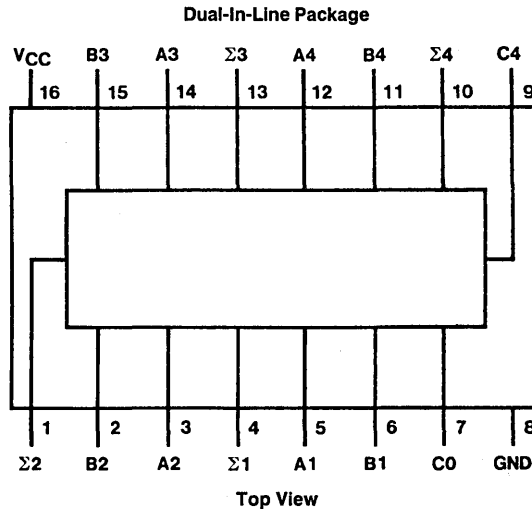 Dual-In-Line Package
VCC B3 A3 Σ3 A4 B4 Σ4 C4
16 15 14 13 12 11 10 9
1 2 3 4 5 6 7 8
Σ2 B2 A2 Σ1 A1 B1 C0 GND
Top View